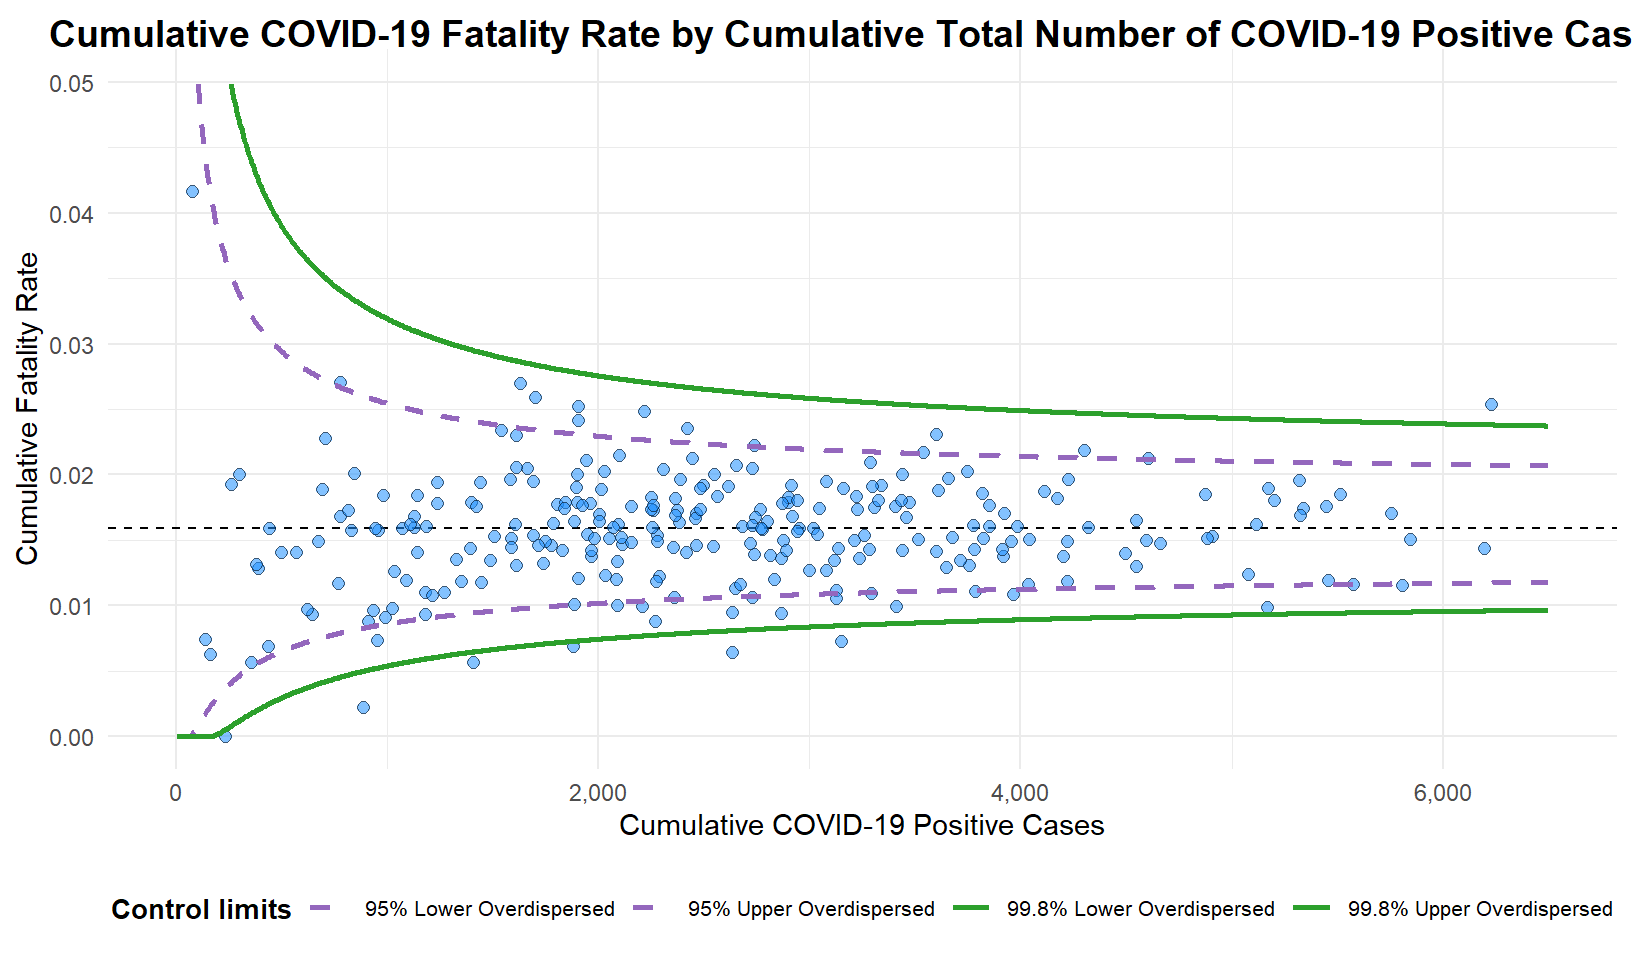 Cumulative COVID-19 Fatality Rate by Cumulative Total Number of COVID-19 Positive Cas
0.05
0.04
0.03
0.02
0.01
0.00
Cumulative Fatality Rate
0
2,000
4,000
6,000
Cumulative COVID-19 Positive Cases
Control limits
95% Lower Overdispersed
95% Upper Overdispersed
99.8% Lower Overdispersed
99.8% Upper Overdispersed